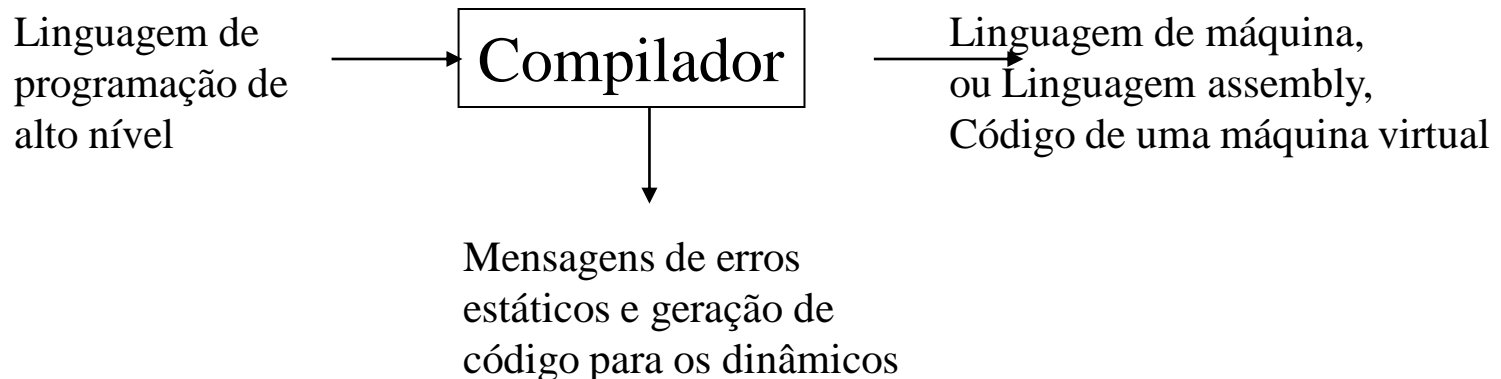 Linguagem de
programação de
alto nível
Compilador
Linguagem de máquina,
ou Linguagem assembly,
Código de uma máquina virtual
Mensagens de erros
estáticos e geração de
código para os dinâmicos